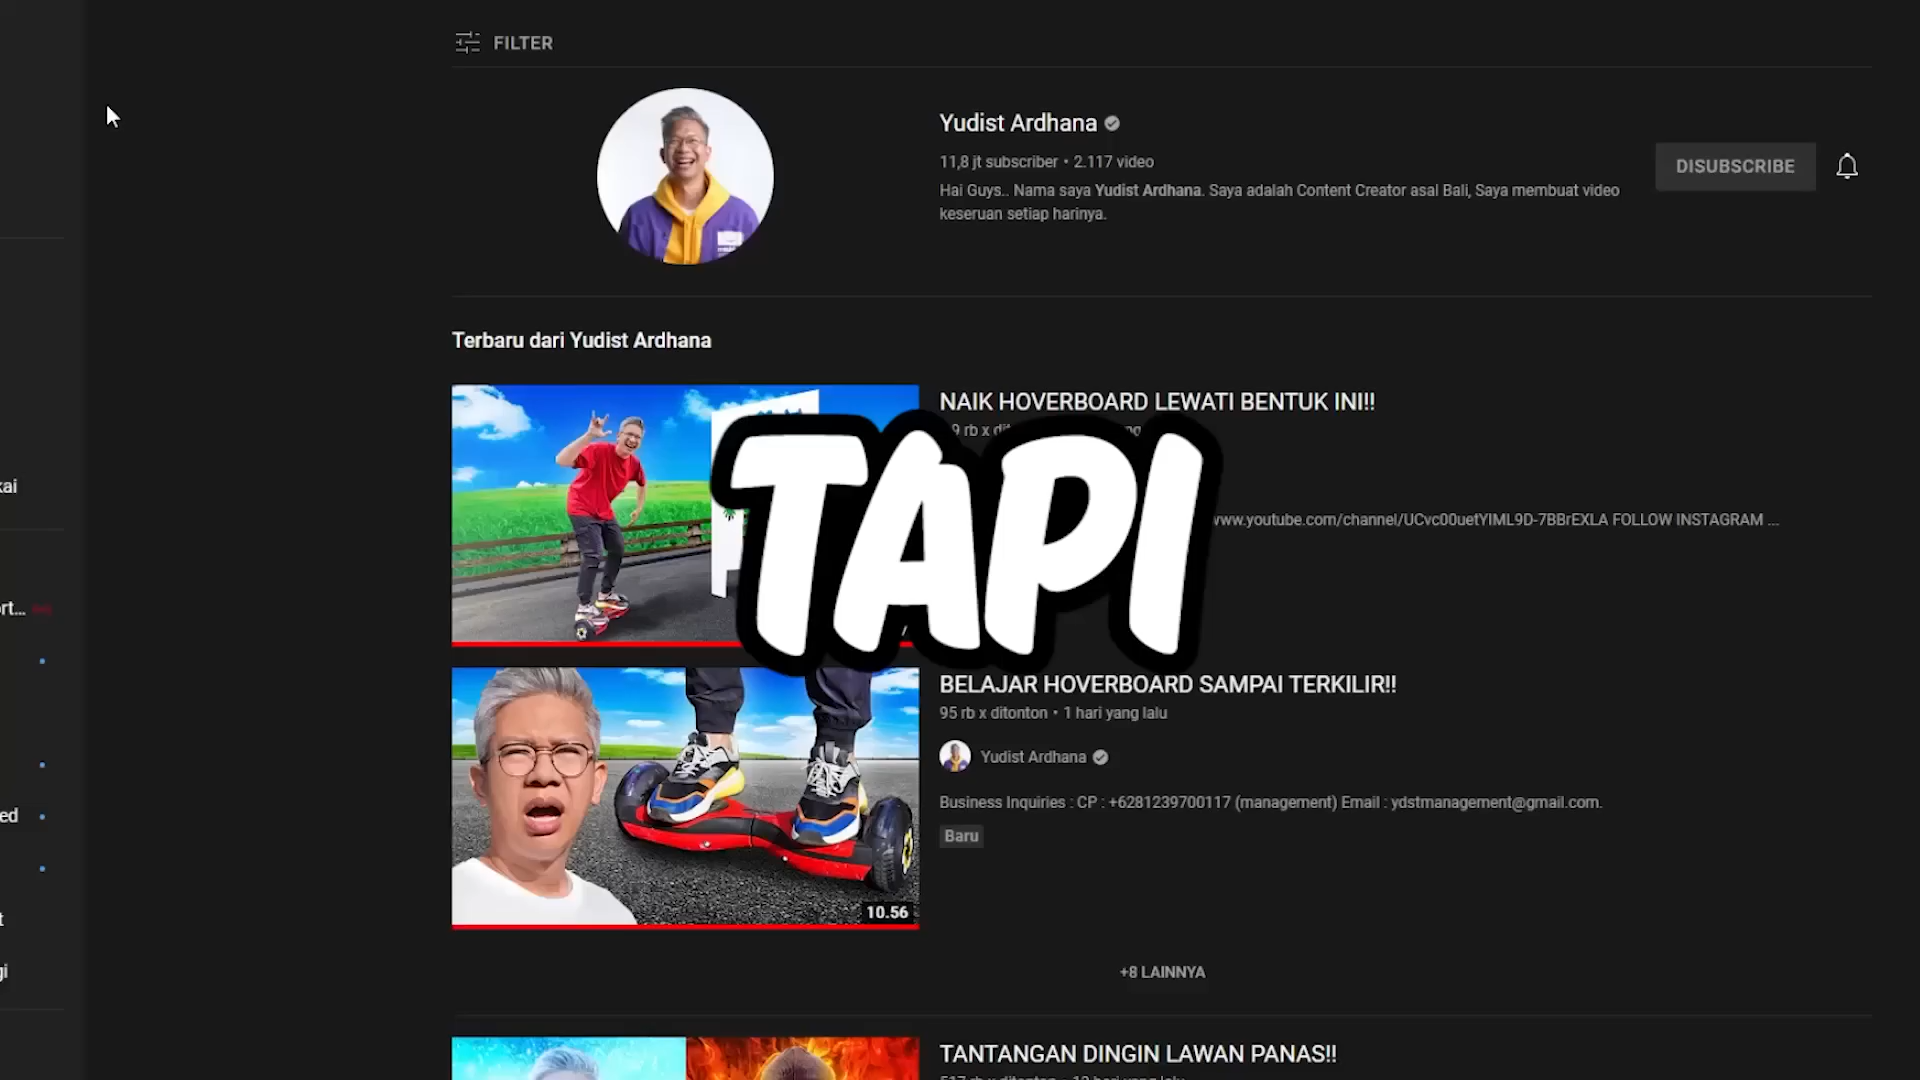 FILTER
Yudist Ardhana
11,8 jt subscriber • 2.117 video
DISUBSCRIBE
Hai Guys.. Nama saya Yudist Ardhana. Saya adalah Content Creator asal Bali, Saya membuat video
keseruan setiap harinya.
Terbaru dari Yudist Ardhana
NAIK HOVERBOARD LEWATI BENTUK INI!!
TAPI
www.youtube.com/channel/UCvc00uetYIML9D-7BBrEXLA FOLLOW INSTAGRAM ...
BELAJAR HOVERBOARD SAMPAI TERKILIR!!
95 rb x ditonton • 1 hari yang lalu
Yudist Ardhana
Business Inquiries : CP : +6281239700117 (management) Email : ydstmanagement@gmail.com.
Baru
10.56
+8 LAINNYA
TANTANGAN DINGIN LAWAN PANAS!!